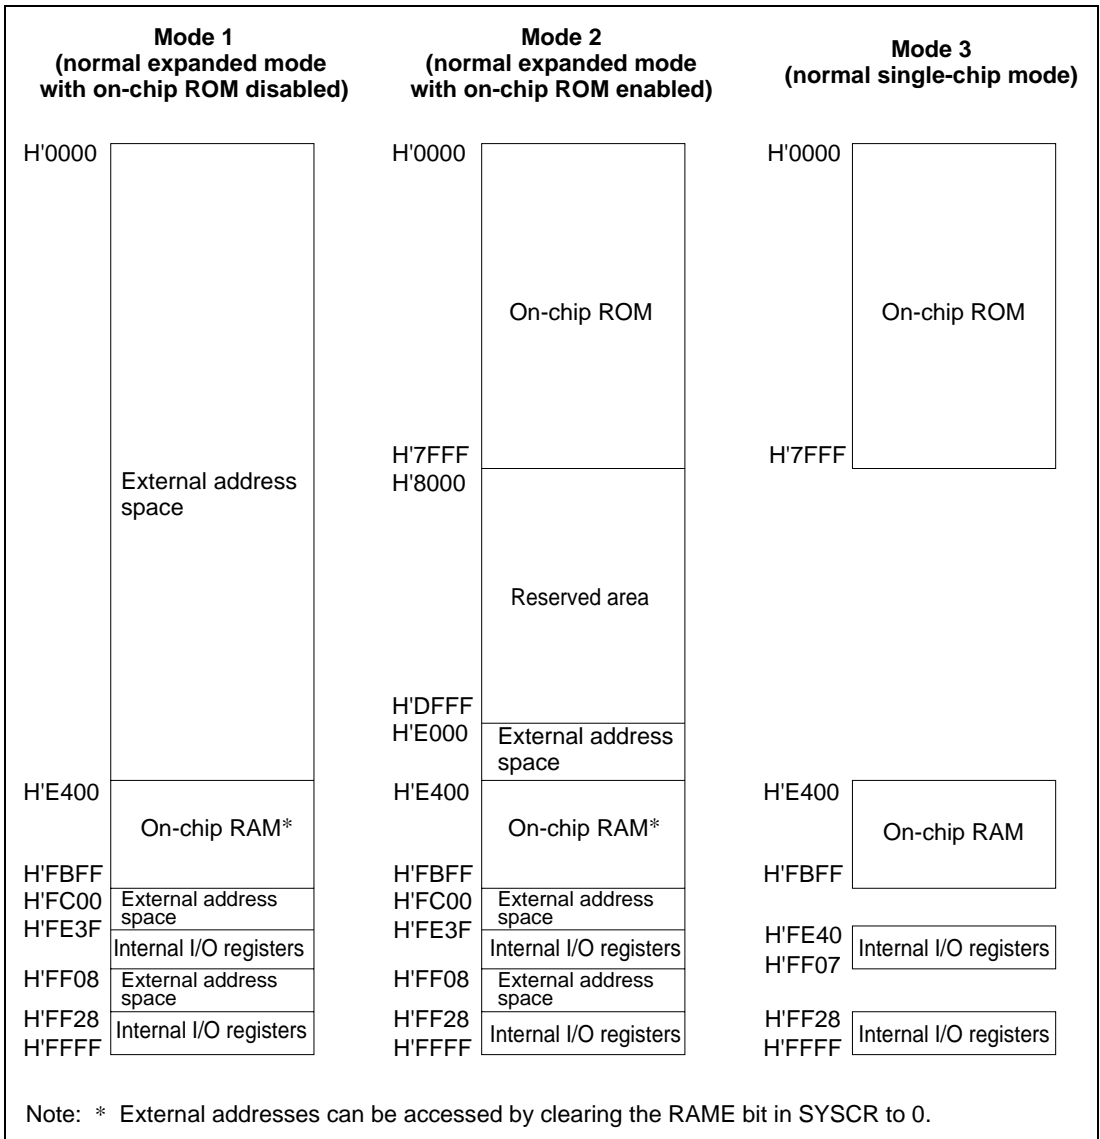 Mode 1
(normal expanded mode
with on-chip ROM disabled)
H'0000
External address
space
H'E400
On-chip RAM*
H'FBFF
H'FC00
External address
space
H'FE3F
Internal I/O registers
H'FF08
External address
space
H'FF28
Internal I/O registers
H'FFFF
Mode 2
(normal expanded mode
with on-chip ROM enabled)
H'0000
On-chip ROM
H'7FFF
H'8000
Reserved area
H'DFFF
H'E000
External address
space
H'E400
On-chip RAM*
H'FBFF
H'FC00
External address
space
H'FE3F
Internal I/O registers
H'FF08
External address
space
H'FF28
Internal I/O registers
H'FFFF
Mode 3
(normal single-chip mode)
H'0000
On-chip ROM
H'7FFF
H'E400
On-chip RAM
H'FBFF
H'FE40
Internal I/O registers
H'FF07
H'FF28
Internal I/O registers
H'FFFF
Note: * External addresses can be accessed by clearing the RAME bit in SYSCR to 0.